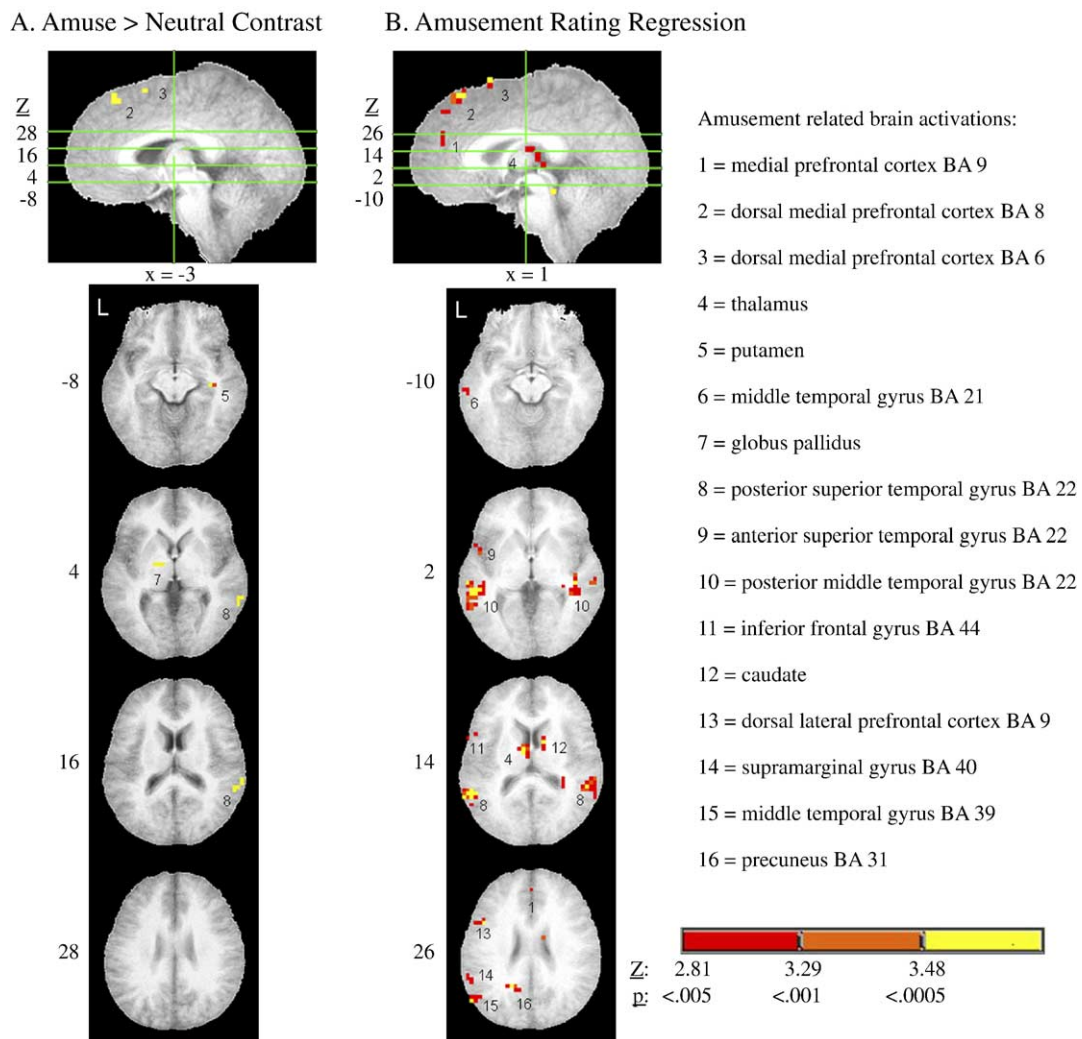 A. Amuse > Neutral Contrast
Z
28
16
4
-8
3
2
x = -3
L
-8
5
4
7
8
16
8
28
B. Amusement Rating Regression
26
14
2
-10
3
2
1
4
x = 1
L
-10
6
2
9
10
10
14
11
4
12
8
8
26
1
13
14
15
16
Amusement related brain activations:
1 = medial prefrontal cortex BA 9
2 = dorsal medial prefrontal cortex BA 8
3 = dorsal medial prefrontal cortex BA 6
4 = thalamus
5 = putamen
6 = middle temporal gyrus BA 21
7 = globus pallidus
8 = posterior superior temporal gyrus BA 22
9 = anterior superior temporal gyrus BA 22
10 = posterior middle temporal gyrus BA 22
11 = inferior frontal gyrus BA 44
12 = caudate
13 = dorsal lateral prefrontal cortex BA 9
14 = supramarginal gyrus BA 40
15 = middle temporal gyrus BA 39
16 = precuneus BA 31
Z: 2.81 3.29 3.48
p: <.005 <.001 <.0005